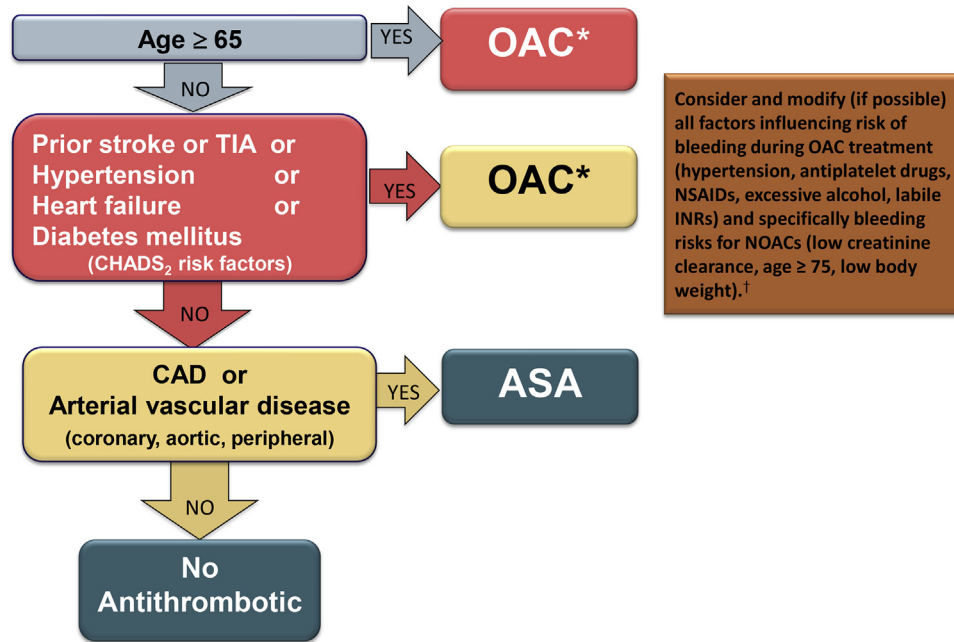 Age ≥ 65
YES
OAC*
NO
Prior stroke or TIA or
Hypertension or
Heart failure or
Diabetes mellitus
(CHADS₂ risk factors)
YES
OAC*
NO
CAD or
Arterial vascular disease
(coronary, aortic, peripheral)
YES
ASA
NO
No
Antithrombotic
Consider and modify (if possible)
all factors influencing risk of
bleeding during OAC treatment
(hypertension, antiplatelet drugs,
NSAIDs, excessive alcohol, labile
INRs) and specifically bleeding
risks for NOACs (low creatinine
clearance, age ≥ 75, low body
weight).†